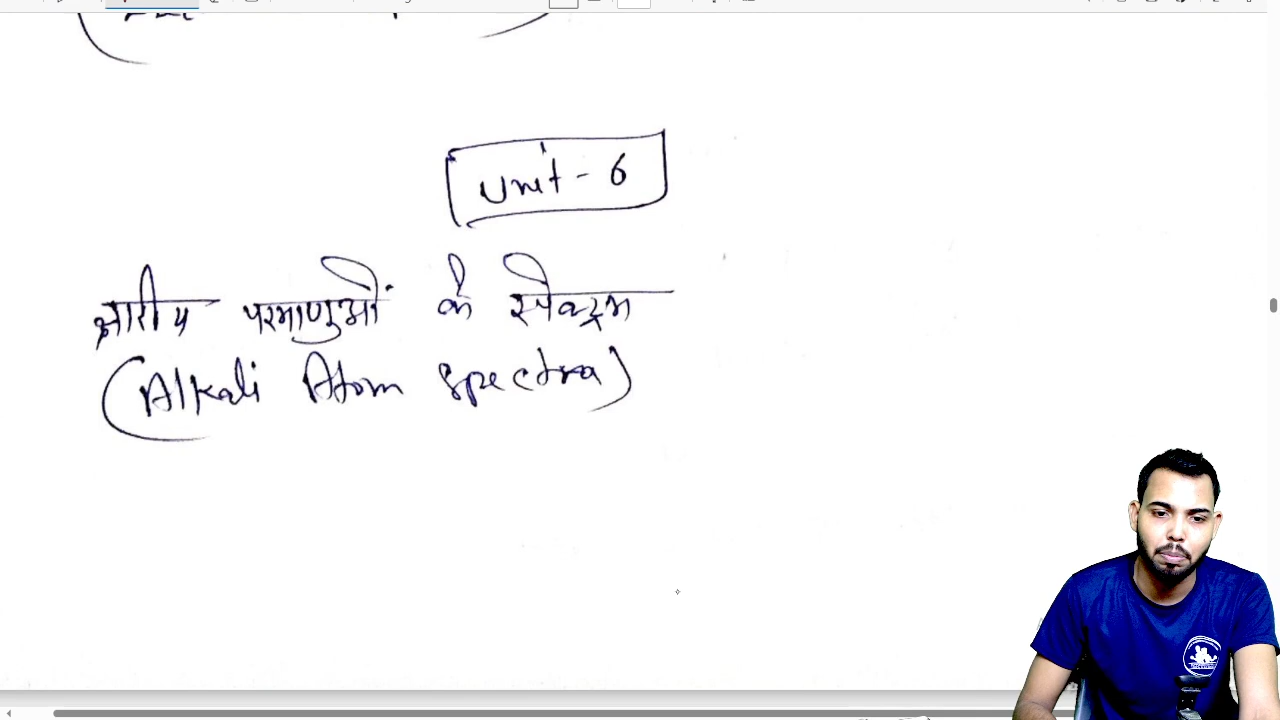 Unit - 6
क्षारीय परमाणुओं के स्पेक्ट्रम
(Alkali Atom Spectra)